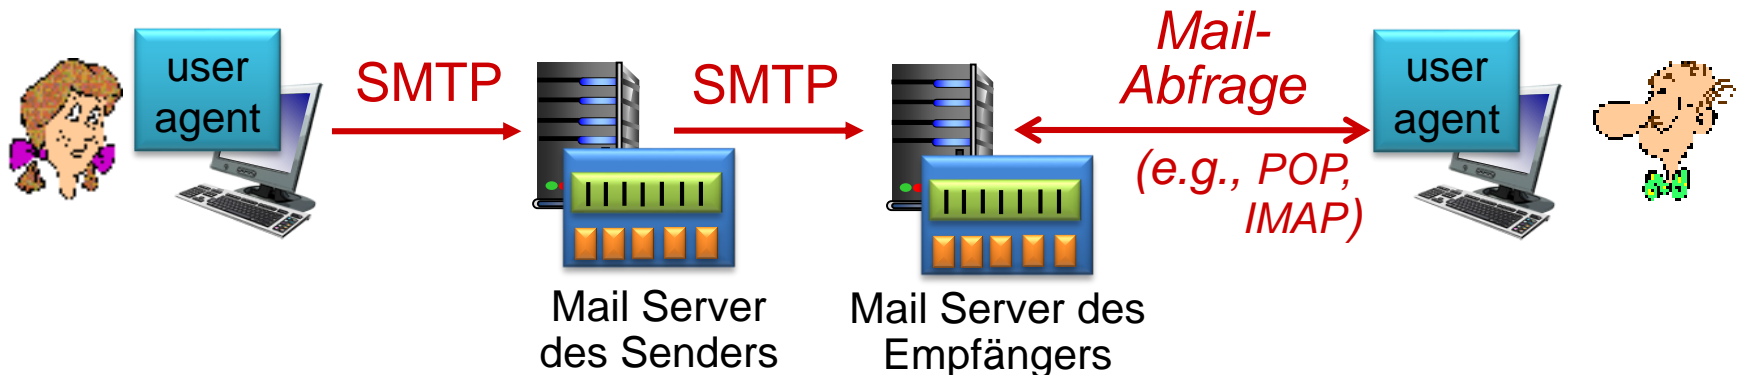 user
agent
SMTP
SMTP
Mail-
Abfrage
(e.g., POP,
IMAP)
user
agent
Mail Server
des Senders
Mail Server des
Empfängers